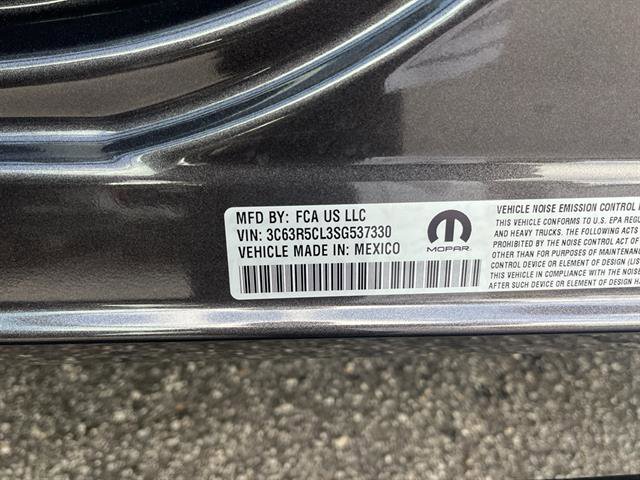 MFD BY: FCA US LLC
VIN: 3C63R5CL3SG537330
VEHICLE MADE IN: MEXICO
MOPAR
VEHICLE NOISE EMISSION CONTROL
THIS VEHICLE CONFORMS TO U.S. EPA REGU
AND HEAVY TRUCKS. THE FOLLOWING ACTS
PROHIBITED BY THE NOISE CONTROL ACT
OTHER THAN FOR PURPOSES OF MAINTENANC
CONTROL DEVICE OR ELEMENT OF DESIGN (LIS
THIS VEHICLE IN COMPLIANCE WITH THE NOISE
AFTER SUCH DEVICE OR ELEMENT OF DESIGN H